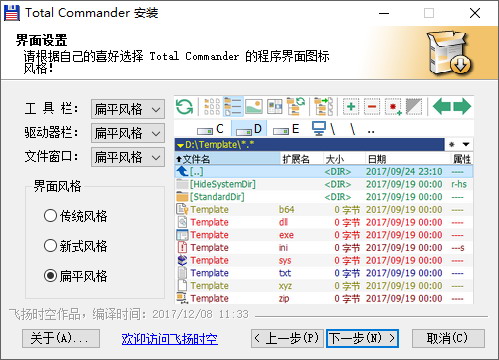 Total Commander 安装
界面设置
请根据自己的喜好选择 Total Commander 的程序界面图标
风格!
工 具 栏： 扁平风格
驱动器栏： 扁平风格
文件窗口： 扁平风格
界面风格
传统风格
新式风格
扁平风格
C D E \ \ ..
D:\Template\*.* * ▼
文件名 扩展名 大小 日期 属性
[..] <DIR> 2017/09/24 23:10 ----
[HideSystemDir] <DIR> 2017/09/19 00:00 r-hs
[StandardDir] <DIR> 2017/09/19 00:00 ----
Template b64 0 字节 2017/09/19 00:00 ----
Template dll 0 字节 2017/09/19 00:00 ----
Template exe 0 字节 2017/09/19 00:00 ----
Template ini 0 字节 2017/09/19 00:00 ---s
Template sys 0 字节 2017/09/19 00:00 ----
Template txt 0 字节 2017/09/19 00:00 ----
Template xyz 0 字节 2017/09/19 00:00 ----
Template zip 0 字节 2017/09/19 00:00 ----
飞扬时空作品，编译时间：2017/12/08 11:33
关于(A)... 欢迎访问飞扬时空 < 上一步(P) 下一步(N) > 取消(C)